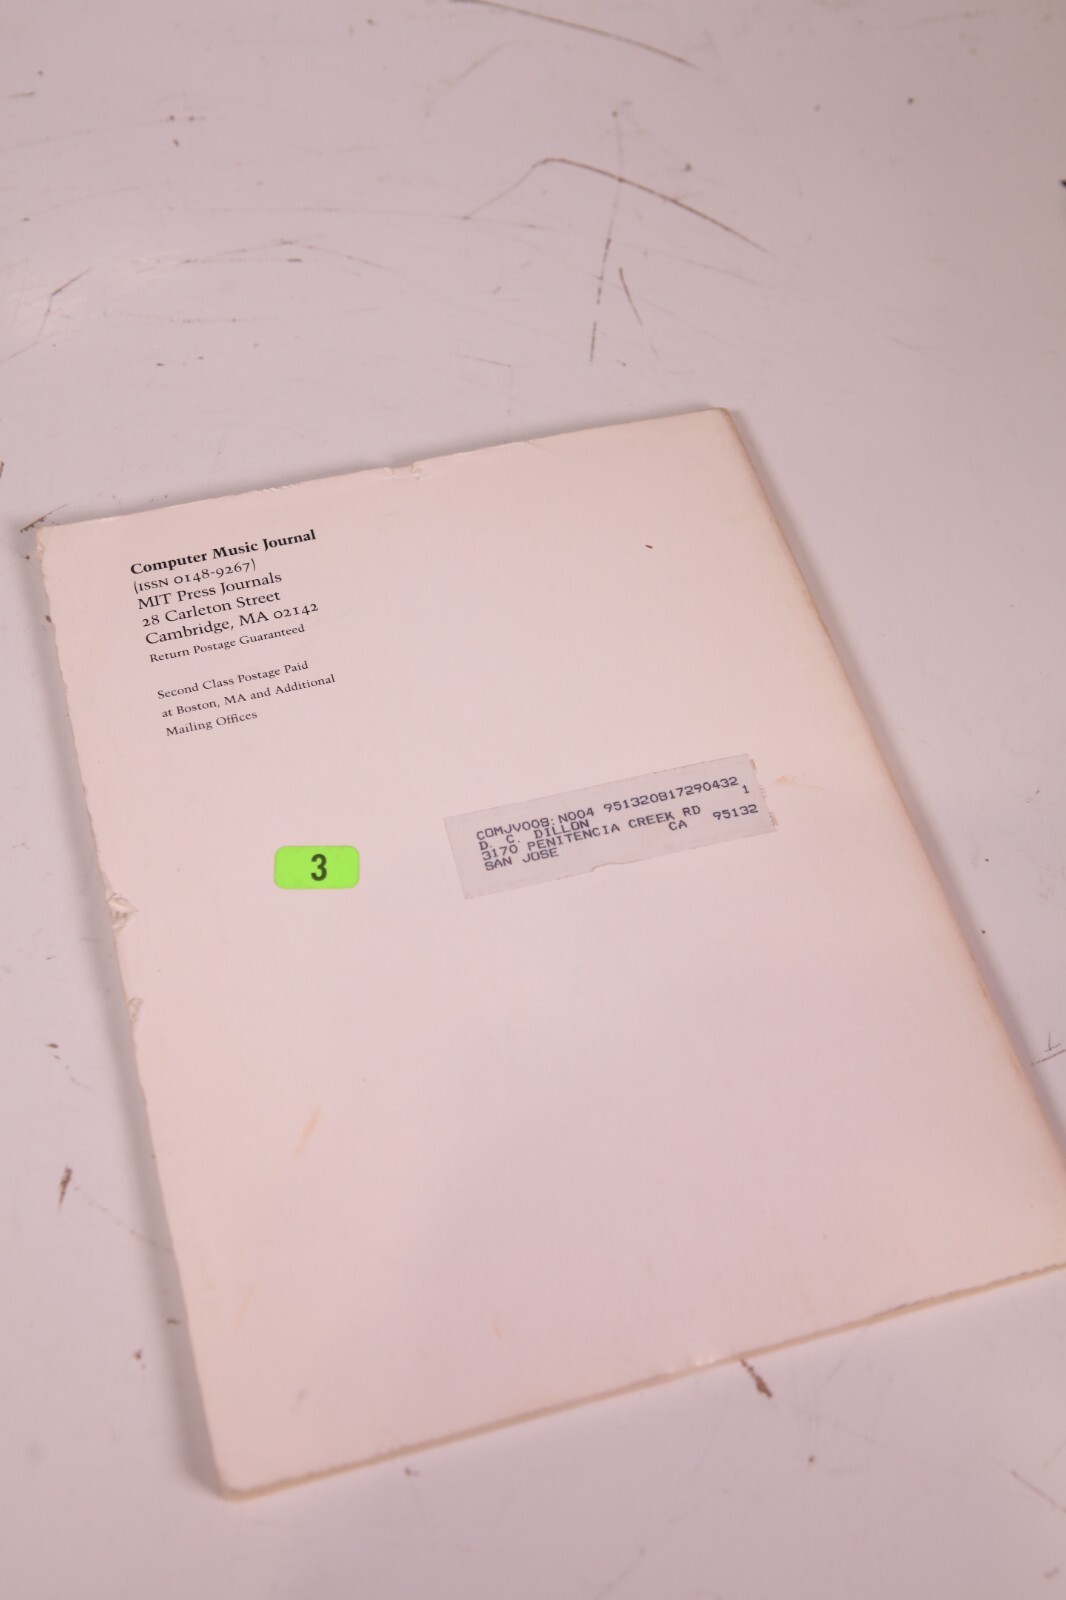 Computer Music Journal
(ISSN 0148-9267)
MIT Press Journals
28 Carleton Street
Cambridge, MA 02142
Return Postage Guaranteed
Second Class Postage Paid
at Boston, MA and Additional
Mailing Offices
3
COMJV008:N004 951320817290432
D. C. DILLON 1
3170 PENITENCIA CREEK RD
SAN JOSE CA 95132